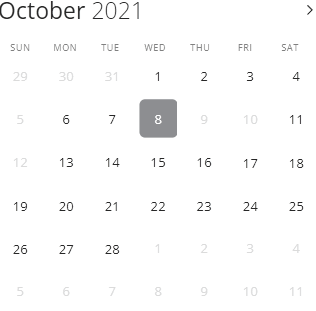 October 2021 >
SUN MON TUE WED THU FRI SAT
29 30 31 1 2 3 4
5 6 7 8 9 10 11
12 13 14 15 16 17 18
19 20 21 22 23 24 25
26 27 28 1 2 3 4
5 6 7 8 9 10 11